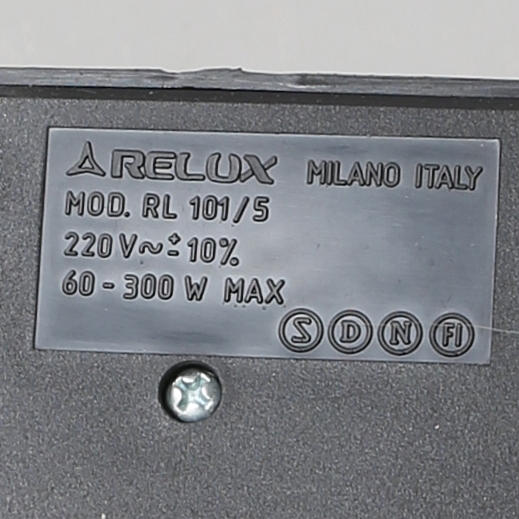 RELUX MILANO ITALY
MOD. RL 101/5
220 V~ ± 10%
60-300 W MAX
S D N FI